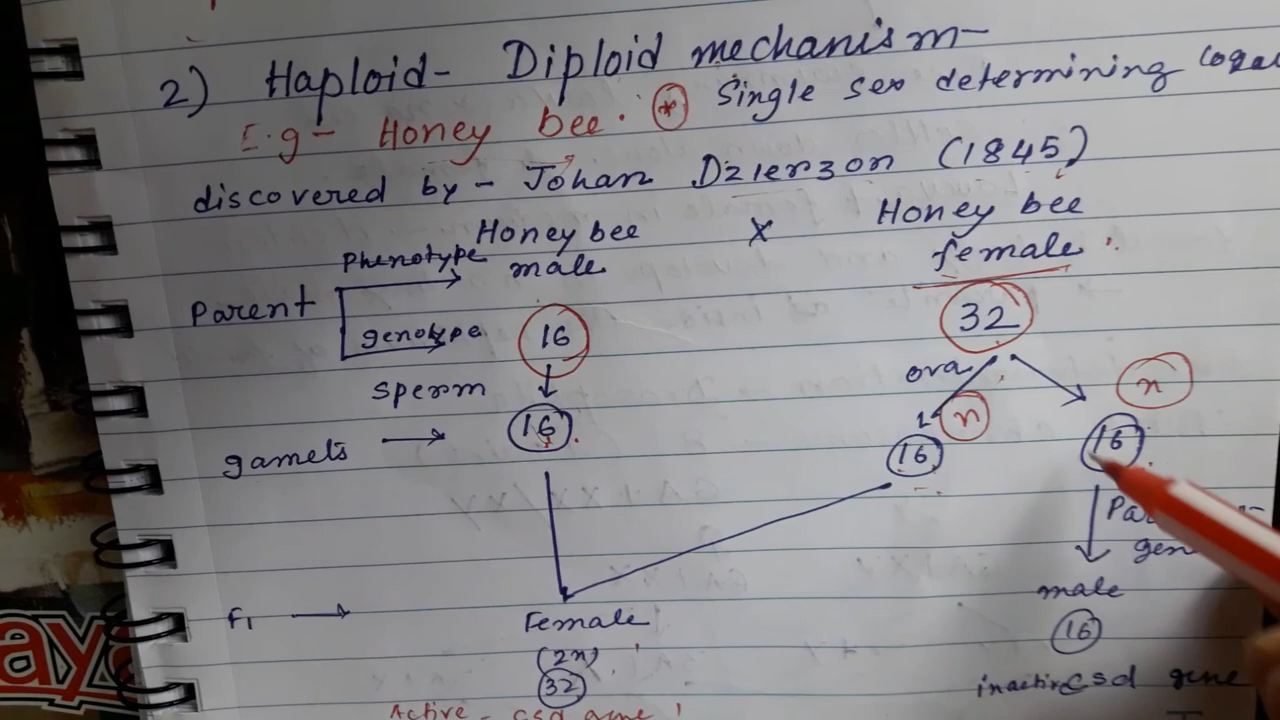 2) Haploid- Diploid mechanism-
E.g- Honey bee. * Single sex determining
discovered by- Johan Dzierzon (1845)
Honey bee x Honey bee
Parent Phenotype male female
genotype 16 32
sperm ova n n
gamets 16 16 16
gen
F1 Female male
(2n) 16
32 inactive csd gene
Active - csd gene